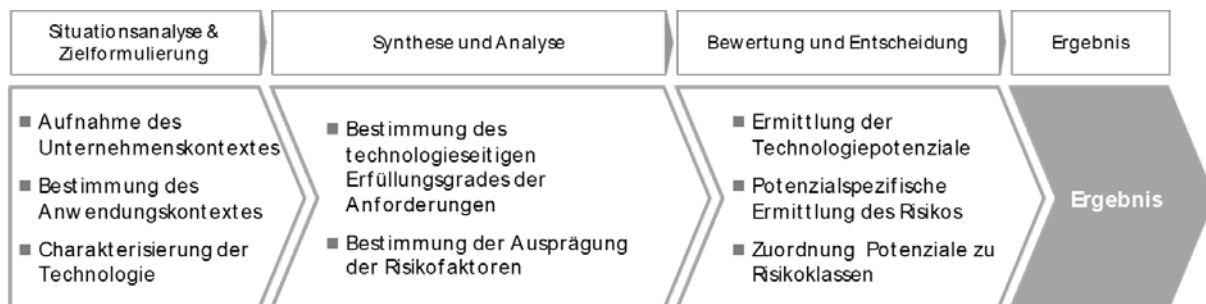 Situationsanalyse &
Zielformulierung
Synthese und Analyse
Bewertung und Entscheidung
Ergebnis
Aufnahme des
Unternehmenskontextes
Bestimmung des
Anwendungskontextes
Charakterisierung der
Technologie
Bestimmung des
technologieseitigen
Erfüllungsgrades der
Anforderungen
Bestimmung der Ausprägung
der Risikofaktoren
Ermittlung der
Technologiepotenziale
Potenzialspezifische
Ermittlung des Risikos
Zuordnung Potenziale zu
Risikoklassen
Ergebnis